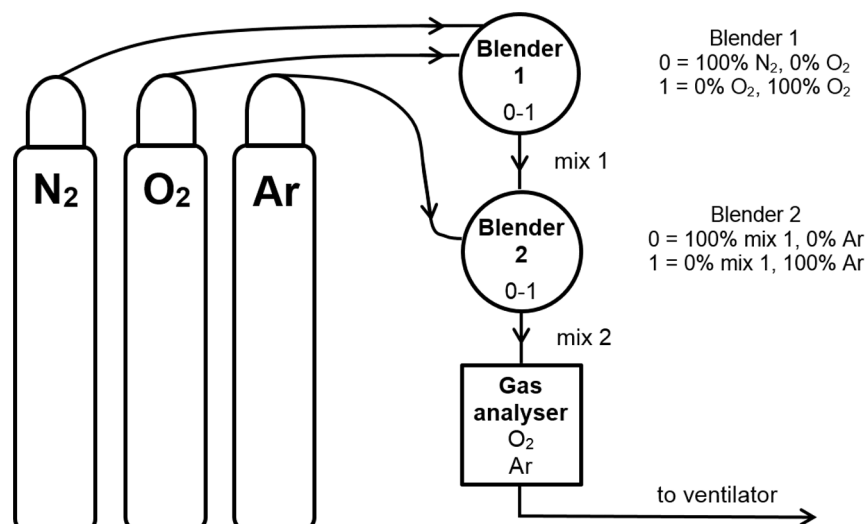 Blender
1
0-1
Blender 1
0 = 100% N₂, 0% O₂
1 = 0% O₂, 100% O₂
mix 1
N₂
O₂
Ar
Blender
2
0-1
Blender 2
0 = 100% mix 1, 0% Ar
1 = 0% mix 1, 100% Ar
mix 2
Gas
analyser
O₂
Ar
to ventilator